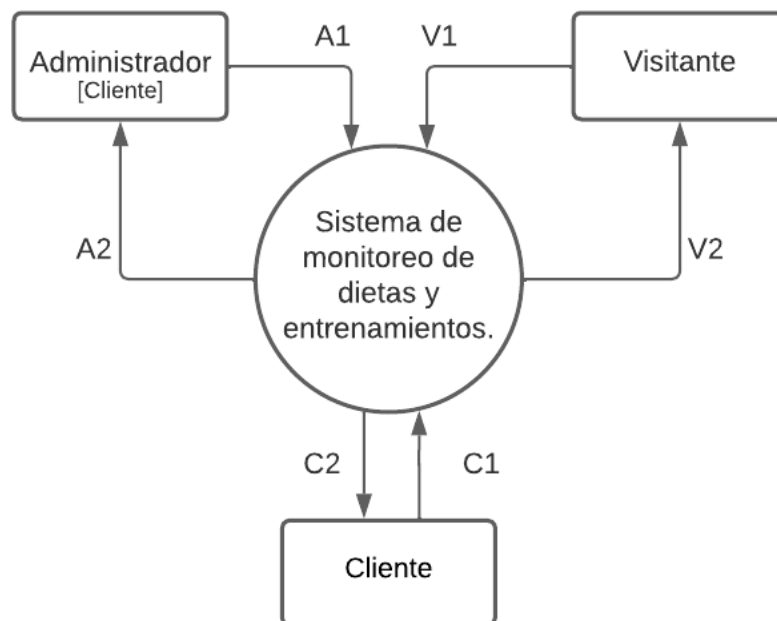 A1
V1
Administrador
[Cliente]
Visitante
Sistema de
monitoreo de
dietas y
entrenamientos.
A2
V2
C2
C1
Cliente